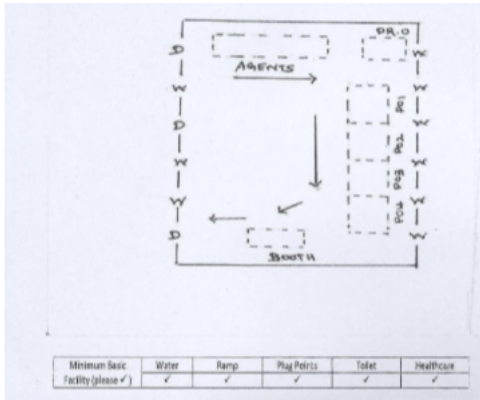 PR.O
D
W
AGENTS
W
W
PO1
D
W
PO2
W
W
PO3
W
W
PO4
D
W
BOOTH
Minimum Basic Facility (please ✓) Water Ramp Plug Points Toilet Healthcare
✓ ✓ ✓ ✓ ✓